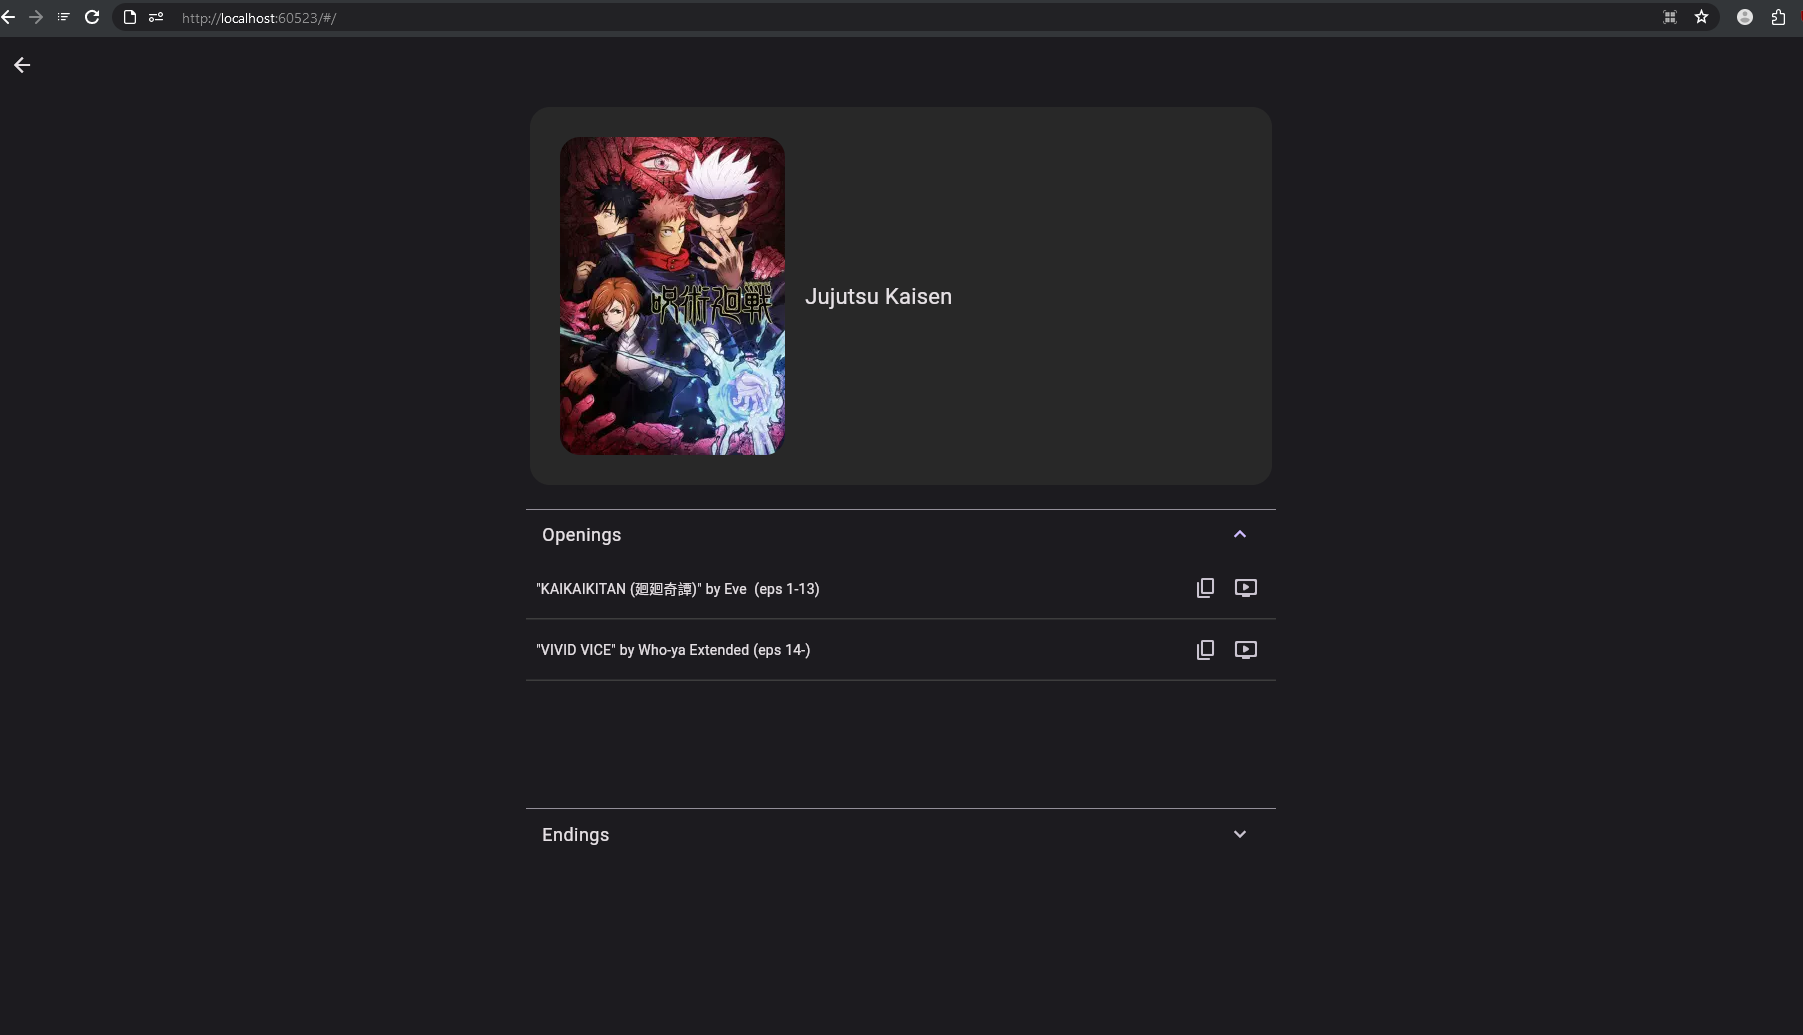 http://localhost:60523/#/
呪術廻戦
Jujutsu Kaisen
Openings
"KAIKAIKITAN (廻廻奇譚)" by Eve  (eps 1-13)
"VIVID VICE" by Who-ya Extended (eps 14-)
Endings